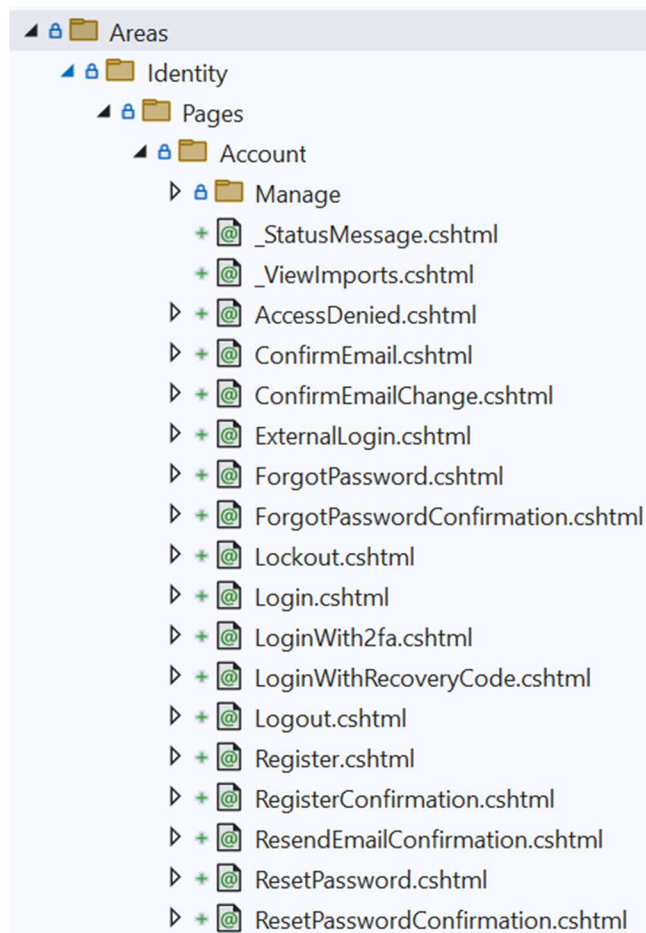 Areas
Identity
Pages
Account
Manage
_StatusMessage.cshtml
_ViewImports.cshtml
AccessDenied.cshtml
ConfirmEmail.cshtml
ConfirmEmailChange.cshtml
ExternalLogin.cshtml
ForgotPassword.cshtml
ForgotPasswordConfirmation.cshtml
Lockout.cshtml
Login.cshtml
LoginWith2fa.cshtml
LoginWithRecoveryCode.cshtml
Logout.cshtml
Register.cshtml
RegisterConfirmation.cshtml
ResendEmailConfirmation.cshtml
ResetPassword.cshtml
ResetPasswordConfirmation.cshtml